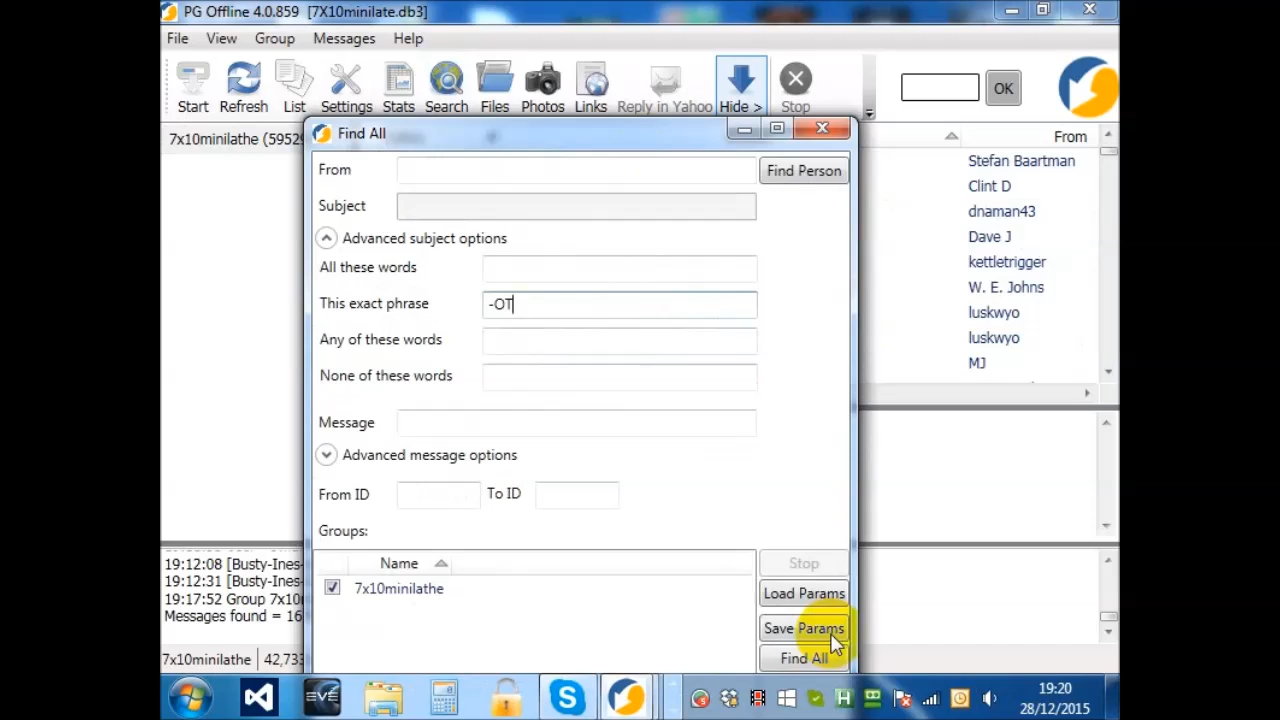 PG Offline 4.0.859 [7X10minilate.db3]
File View Group Messages Help
Start Refresh List Settings Stats Search Files Photos Links Reply in Yahoo Hide > Stop OK
7x10minilathe (59529
Find All
From
From Find Person
Subject
Advanced subject options
All these words
This exact phrase -OT
Any of these words
None of these words
Message
Advanced message options
From ID To ID
Groups:
Name
7x10minilathe
Stop
Load Params
Save Params
Find All
Stefan Baartman
Clint D
dnaman43
Dave J
kettletrigger
W. E. Johns
luskwyo
luskwyo
MJ
19:12:08 [Busty-Ines-
19:12:31 [Busty-Ines-
19:17:52 Group 7x10
Messages found = 16
7x10minilathe 42,733
EVE
19:20
28/12/2015